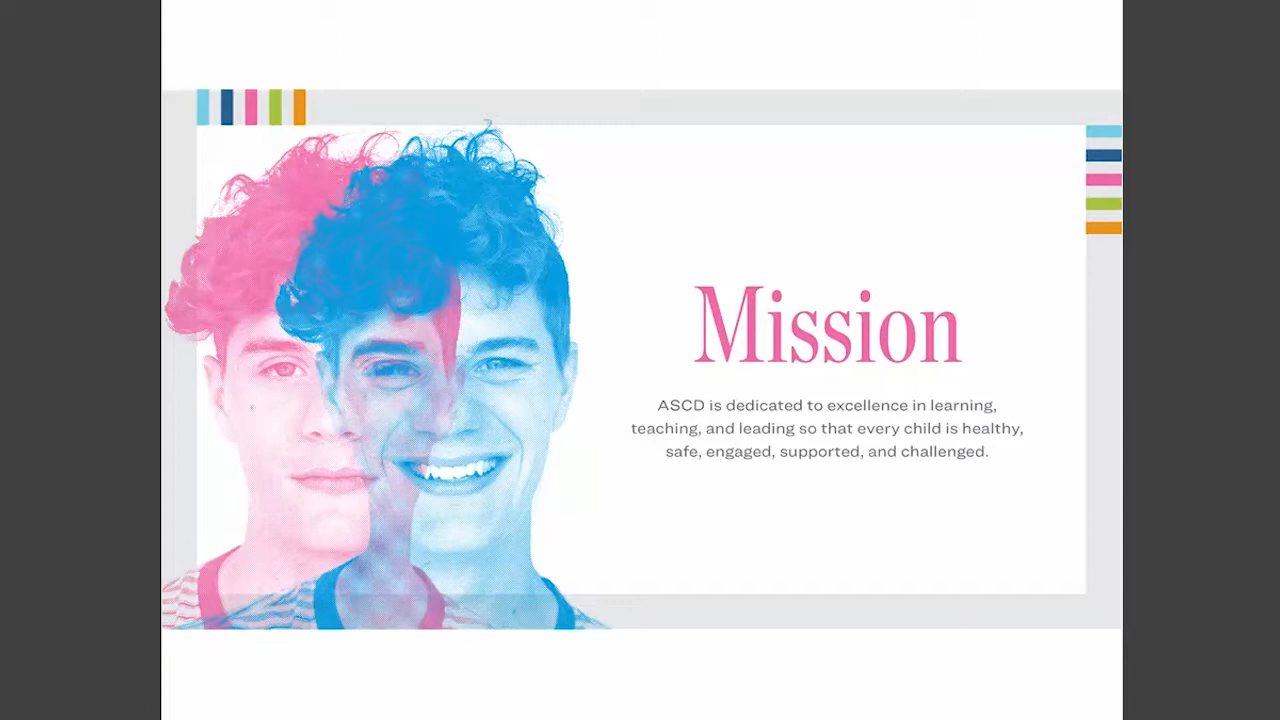 Mission
ASCD is dedicated to excellence in learning,
teaching, and leading so that every child is healthy,
safe, engaged, supported, and challenged.